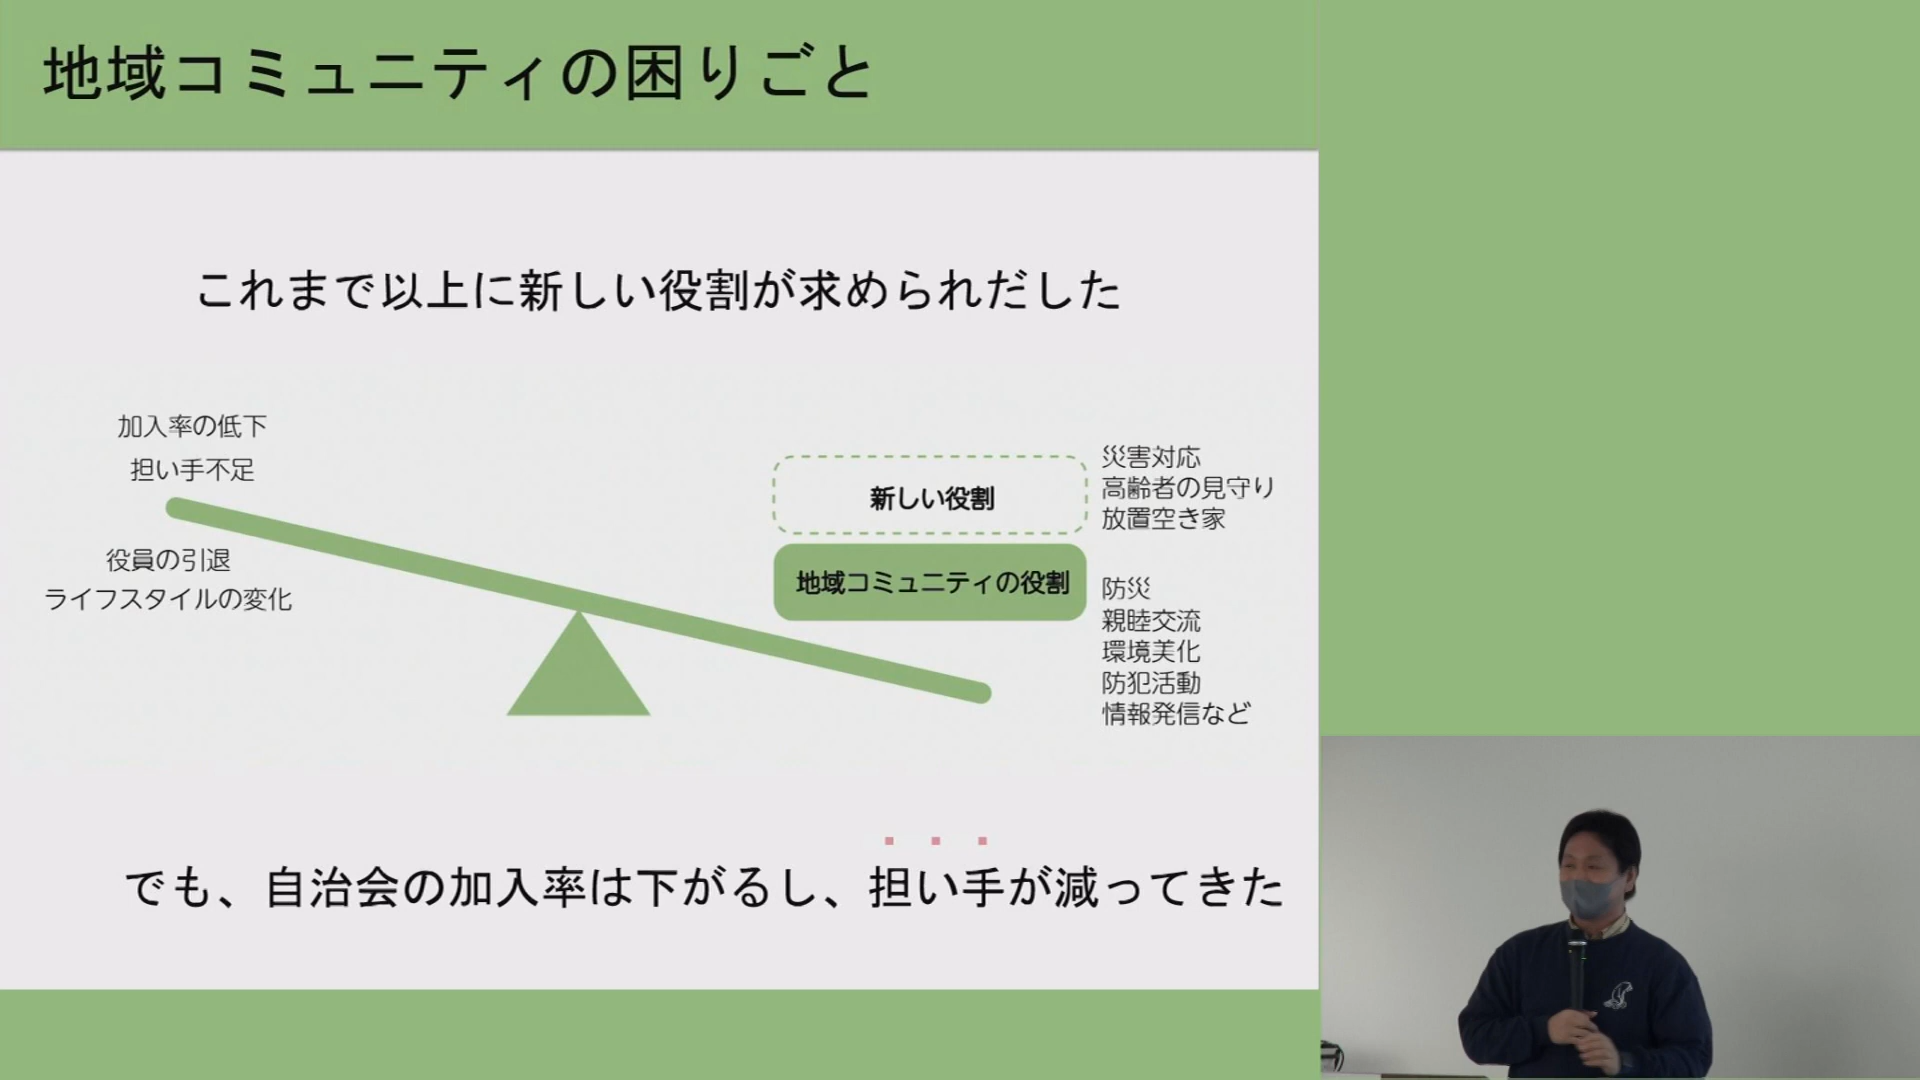 地域コミュニティの困りごと
これまで以上に新しい役割が求められだした
加入率の低下
担い手不足
役員の引退
ライフスタイルの変化
新しい役割
災害対応
高齢者の見守り
放置空き家
地域コミュニティの役割
防災
親睦交流
環境美化
防犯活動
情報発信など
でも、自治会の加入率は下がるし、担い手が減ってきた